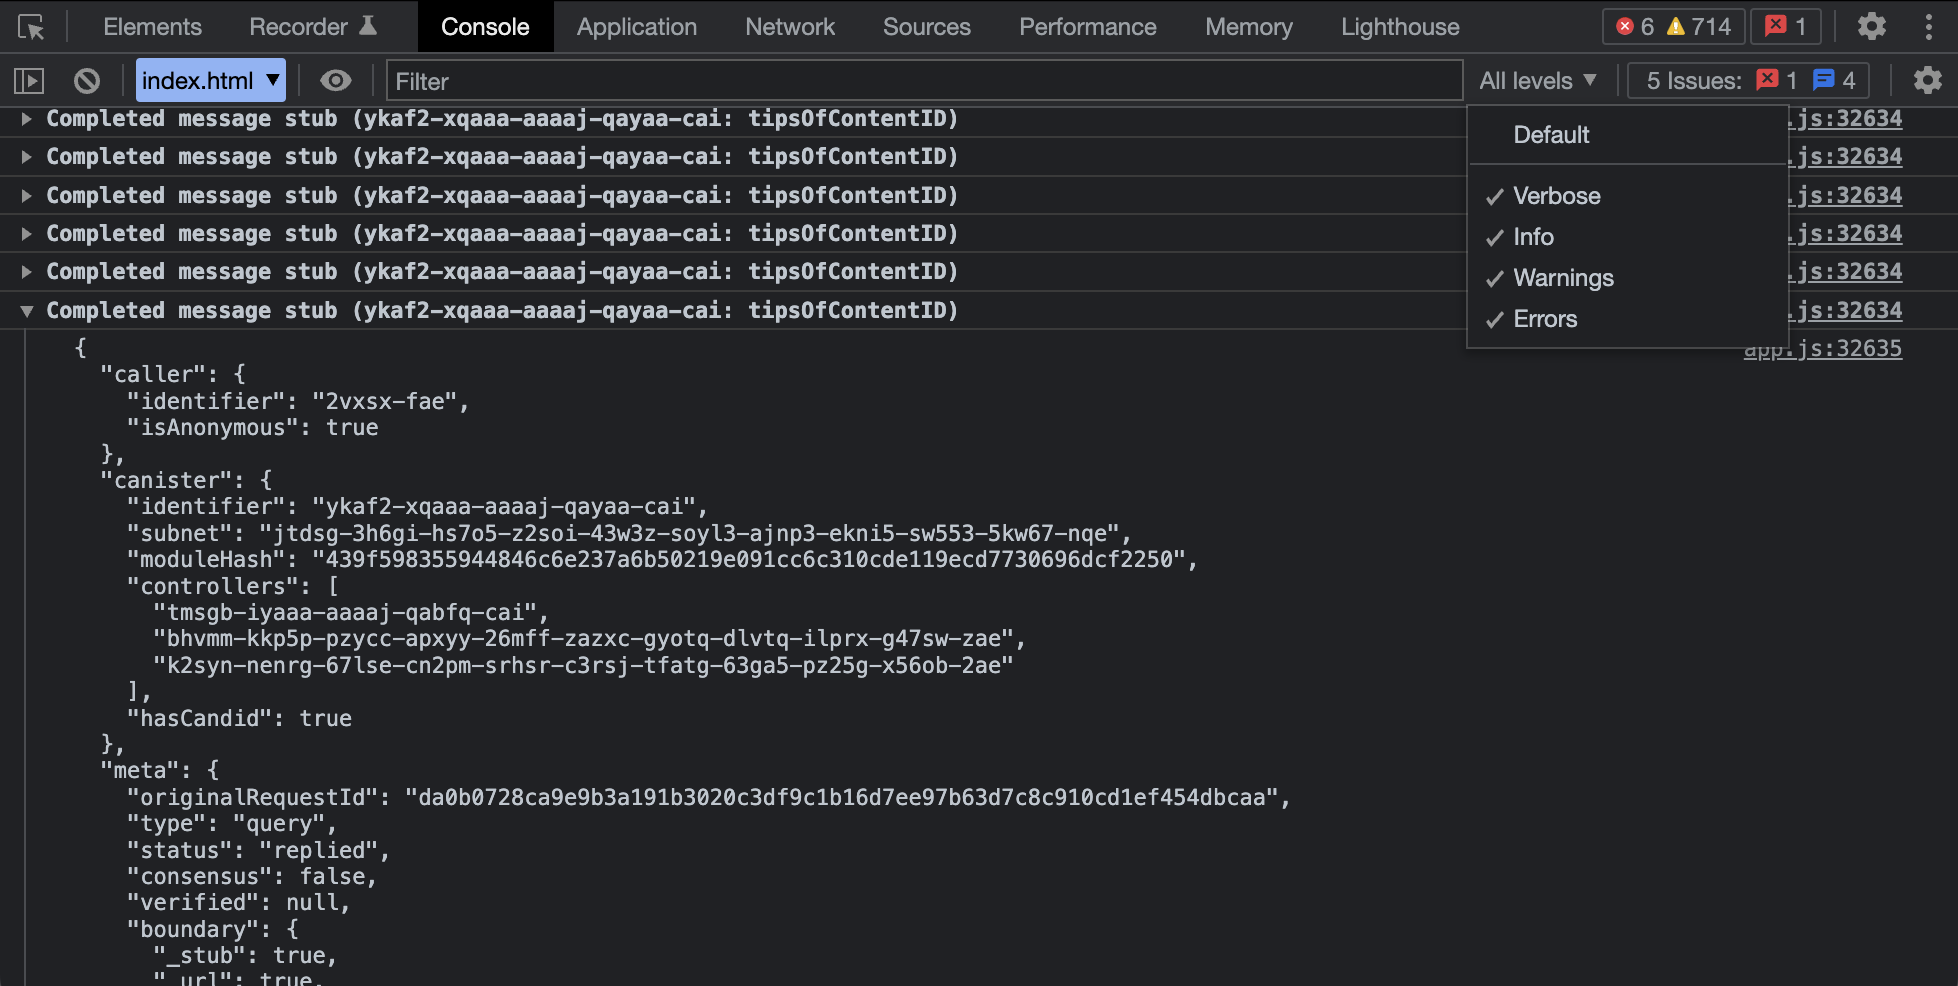 Elements Recorder Console Application Network Sources Performance Memory Lighthouse 6 714 1
index.html Filter All levels 5 Issues: 1 4
Completed message stub (ykaf2-xqaaa-aaaaj-qayaa-cai: tipsOfContentID) .js:32634
Default
Completed message stub (ykaf2-xqaaa-aaaaj-qayaa-cai: tipsOfContentID) .js:32634
Completed message stub (ykaf2-xqaaa-aaaaj-qayaa-cai: tipsOfContentID) .js:32634
Verbose
Completed message stub (ykaf2-xqaaa-aaaaj-qayaa-cai: tipsOfContentID) .js:32634
Info
Completed message stub (ykaf2-xqaaa-aaaaj-qayaa-cai: tipsOfContentID) .js:32634
Warnings
Completed message stub (ykaf2-xqaaa-aaaaj-qayaa-cai: tipsOfContentID) .js:32634
Errors
{ app.js:32635
"caller": {
"identifier": "2vxsx-fae",
"isAnonymous": true
},
"canister": {
"identifier": "ykaf2-xqaaa-aaaaj-qayaa-cai",
"subnet": "jtdsg-3h6gi-hs7o5-z2soi-43w3z-soyl3-ajnp3-ekni5-sw553-5kw67-nqe",
"moduleHash": "439f598355944846c6e237a6b50219e091cc6c310cde119ecd7730696dcf2250",
"controllers": [
"tmsgb-iyaaa-aaaaj-qabfq-cai",
"bhvmm-kkp5p-pzycc-apxyy-26mff-zazxc-gyotq-dlvtq-ilprx-g47sw-zae",
"k2syn-nenrg-67lse-cn2pm-srhsr-c3rsj-tfatg-63ga5-pz25g-x56ob-2ae"
],
"hasCandid": true
},
"meta": {
"originalRequestId": "da0b0728ca9e9b3a191b3020c3df9c1b16d7ee97b63d7c8c910cd1ef454dbcaa",
"type": "query",
"status": "replied",
"consensus": false,
"verified": null,
"boundary": {
"_stub": true,
"_url": true,